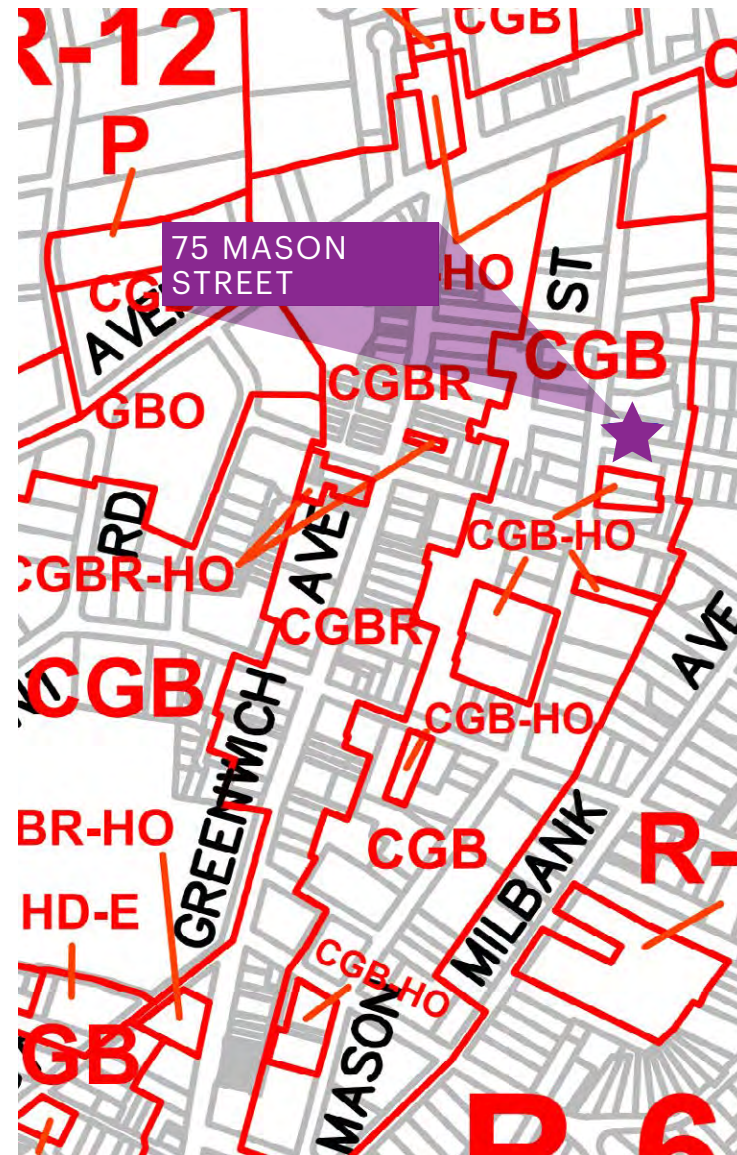 R-12
CGB
P
75 MASON
STREET
-HO
ST
AVE
CGB
CGBR
GBO
RD
CGB-HO
AVE
CGBR-HO
CGBR
AVE
CGB
CGB-HO
GREENWICH
BR-HO
CGB
R-
MILBANK
HD-E
CGB-HO
GB
MASON
R-6